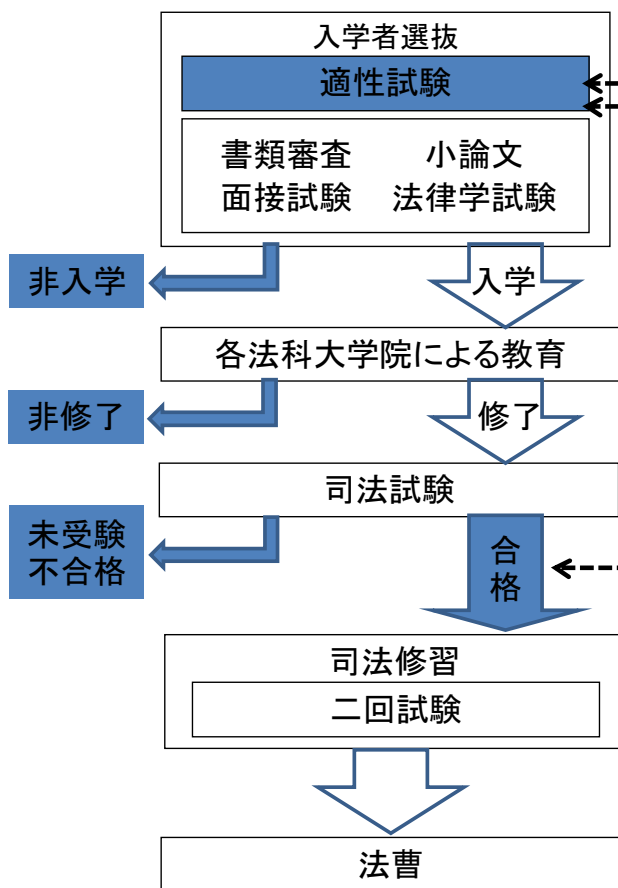 入学者選抜
適性試験
書類審査 小論文
面接試験 法律学試験
非入学
入学
各法科大学院による教育
非修了
修了
司法試験
未受験
不合格
合
格
司法修習
二回試験
法曹